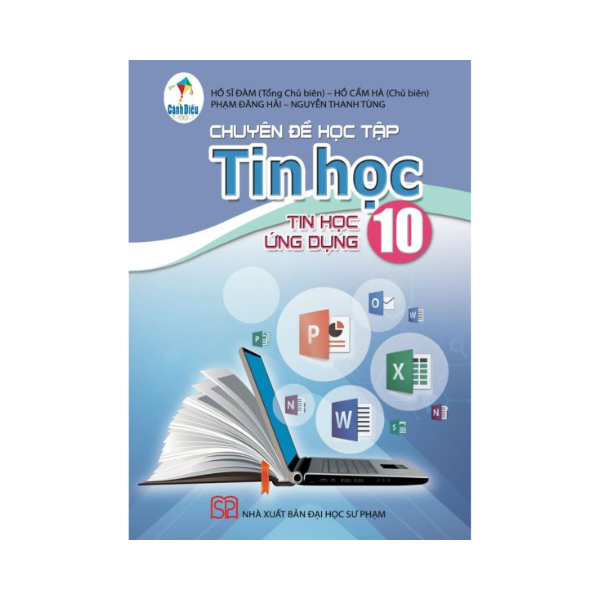 Cánh Diều
HỒ SĨ ĐÀM (Tổng Chủ biên) – HỒ CẨM HÀ (Chủ biên)
PHẠM ĐĂNG HẢI – NGUYỄN THANH TÙNG
CHUYÊN ĐỀ HỌC TẬP
Tin học
TIN HỌC
ỨNG DỤNG
10
O
W
P
P
X
N
W
N
S
SP
NHÀ XUẤT BẢN ĐẠI HỌC SƯ PHẠM